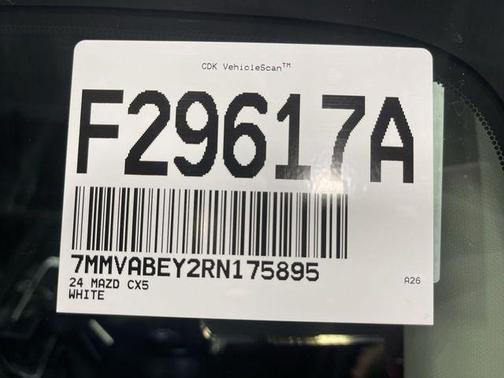 CDK VehicleScan™
F29617A
7MMVABEY2RN175895
24 MAZD CX5
WHITE
A26